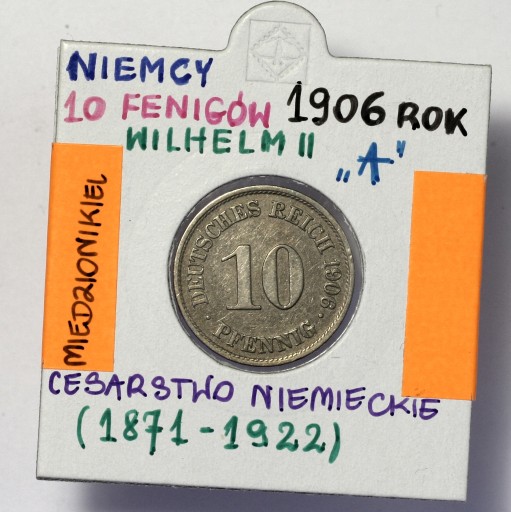 NIEMCY
10 FENIGÓW 1906 ROK
WILHELM II „A"
MIEDZIONIKIEL
DEUTSCHES REICH 1906
10
PFENNIG
CESARSTWO NIEMIECKIE
(1871-1922)